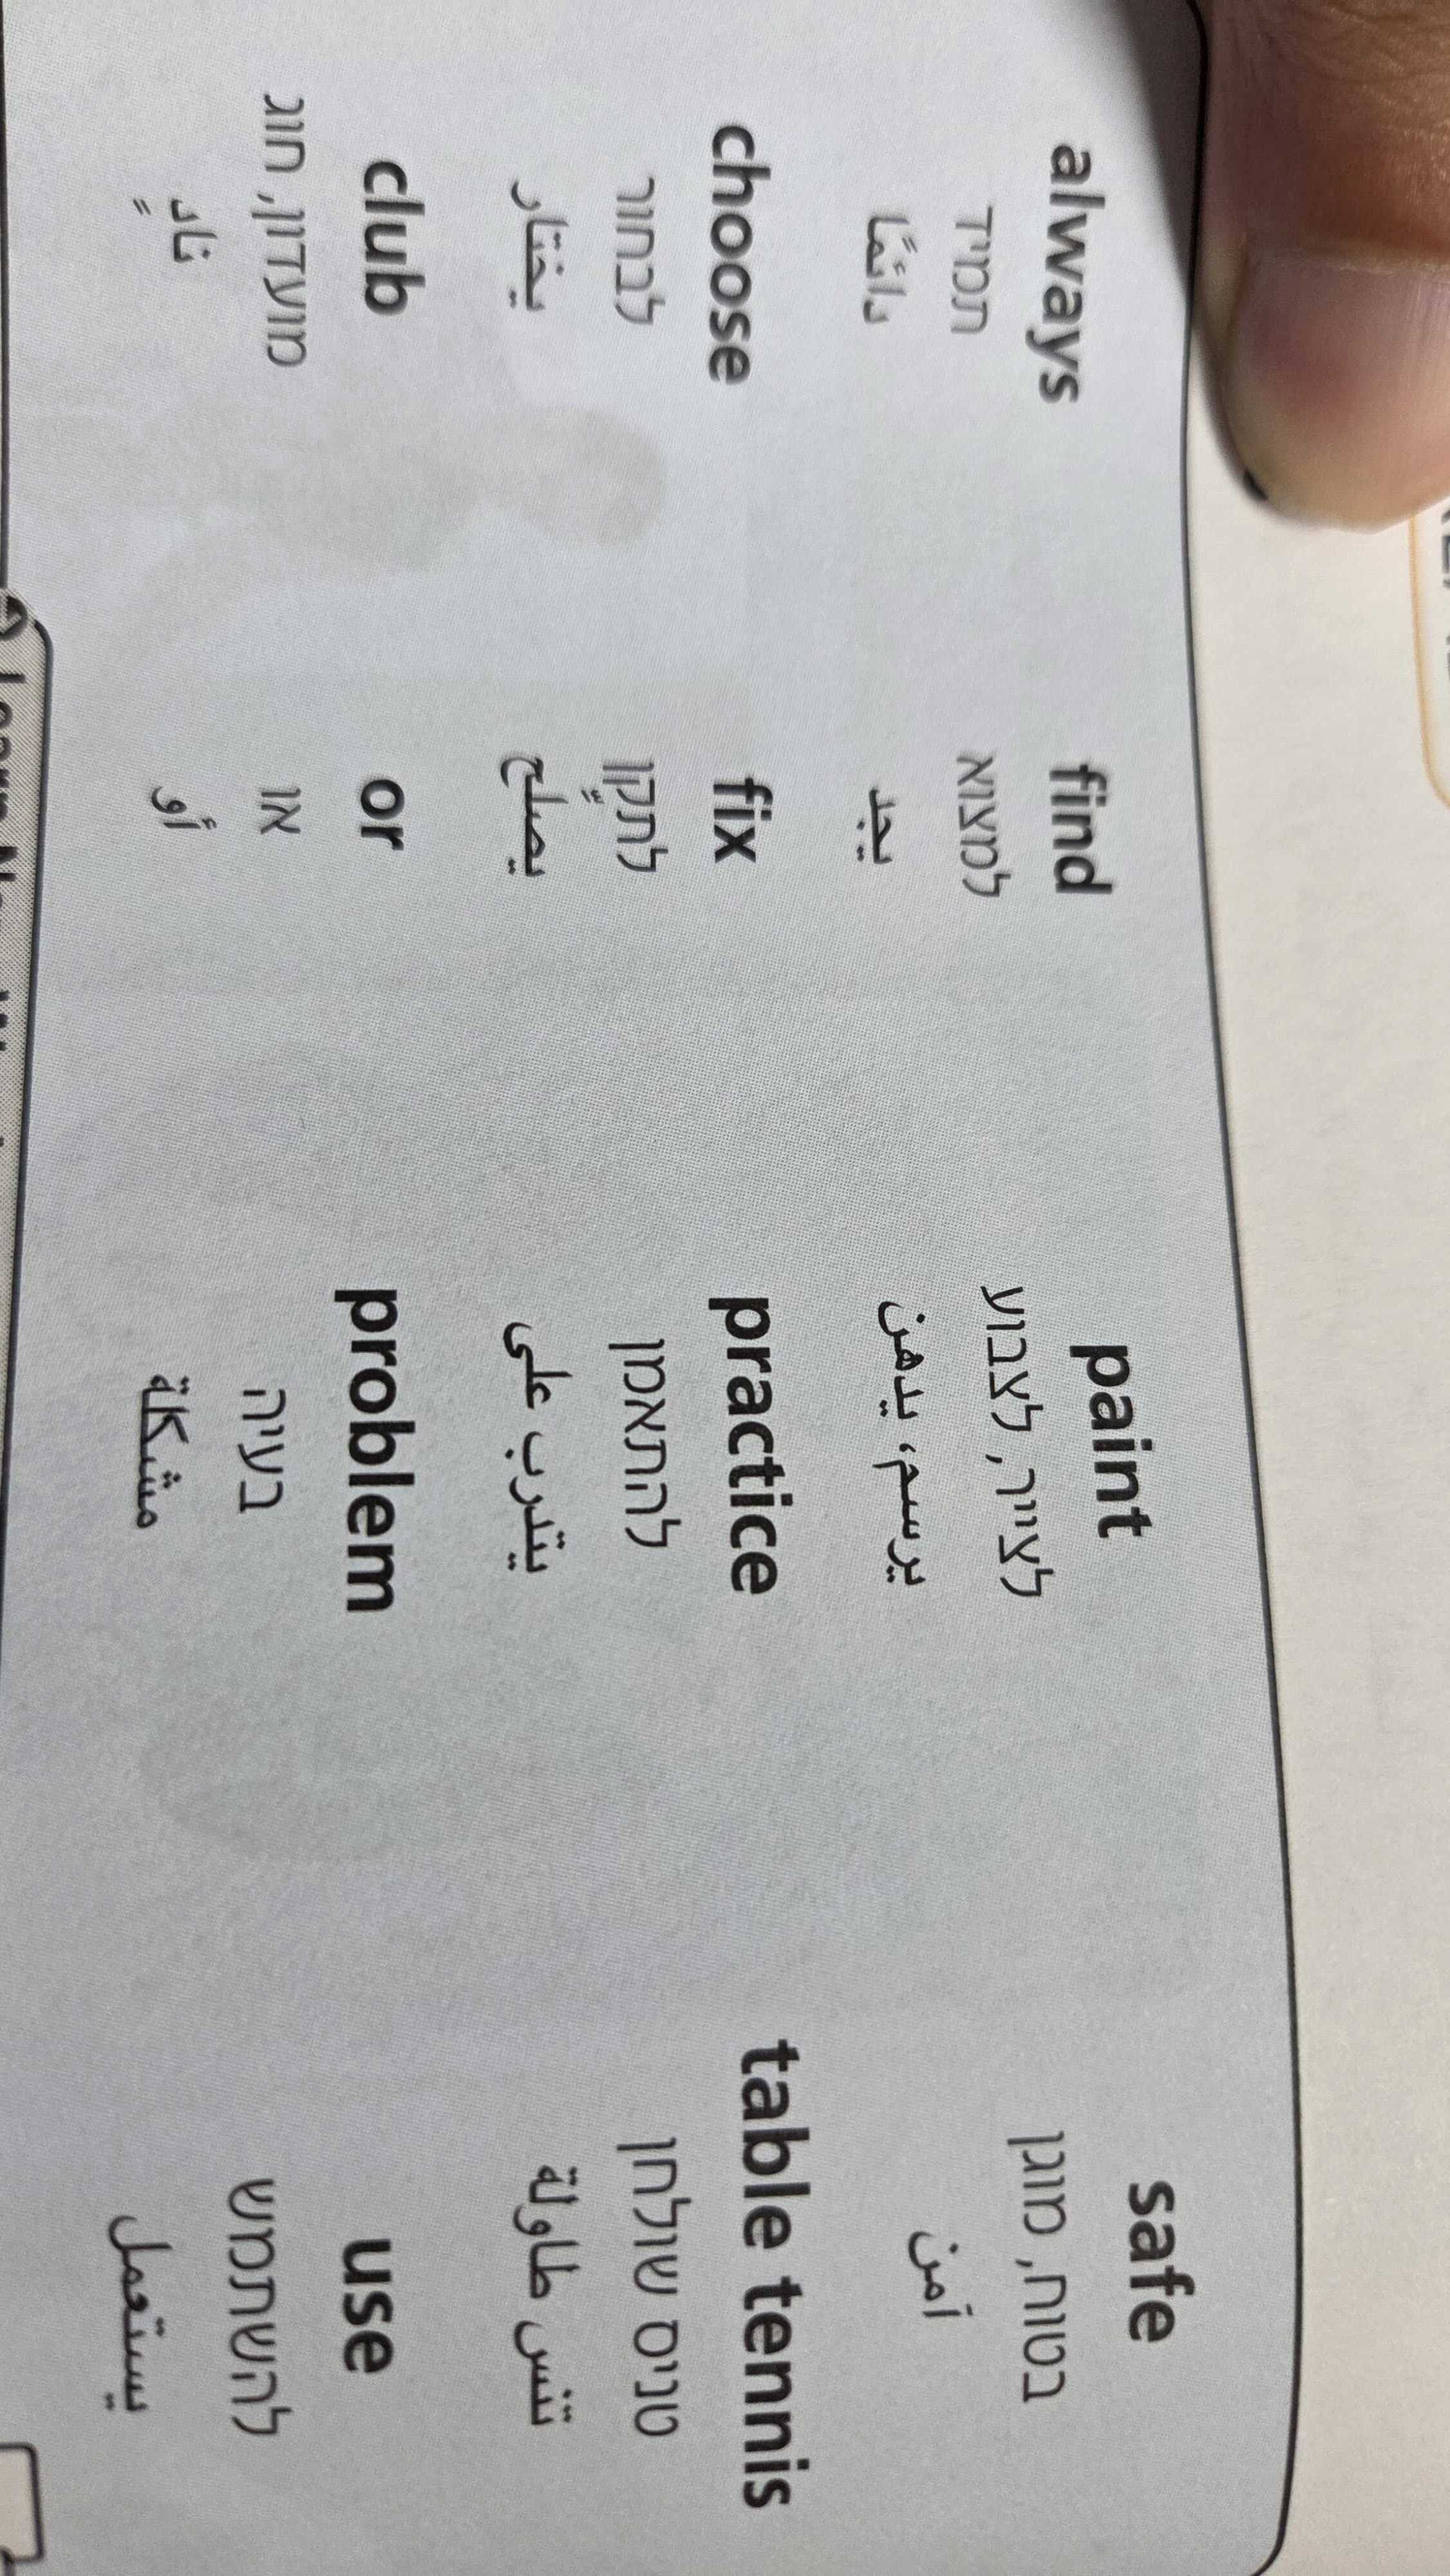 always find paint safe
תמיד למצוא לצייר, לצבוע בטוח, מוגן
دائمًا يجد يرسم، يدهن آمن
choose fix practice table tennis
לבחור לתקֵּן להתאמן טניס שולחן
يختار يصلح يتدرب على تنس طاولة
club or problem use
מועדון, חוג או בעיה להשתמש
نادٍ أو مشكلة يستعمل